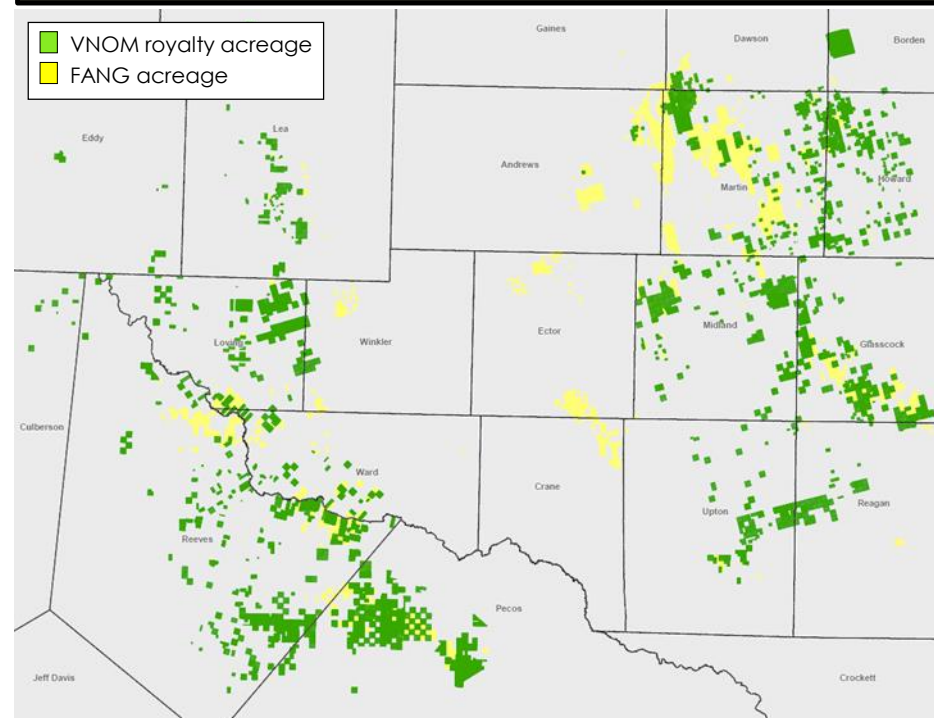 VNOM royalty acreage
FANG acreage
Gaines
Dawson
Borden
Eddy
Lea
Andrews
Martin
Howard
Loving
Winkler
Ector
Midland
Glasscock
Culberson
Ward
Crane
Upton
Reagan
Reeves
Pecos
Jeff Davis
Crockett